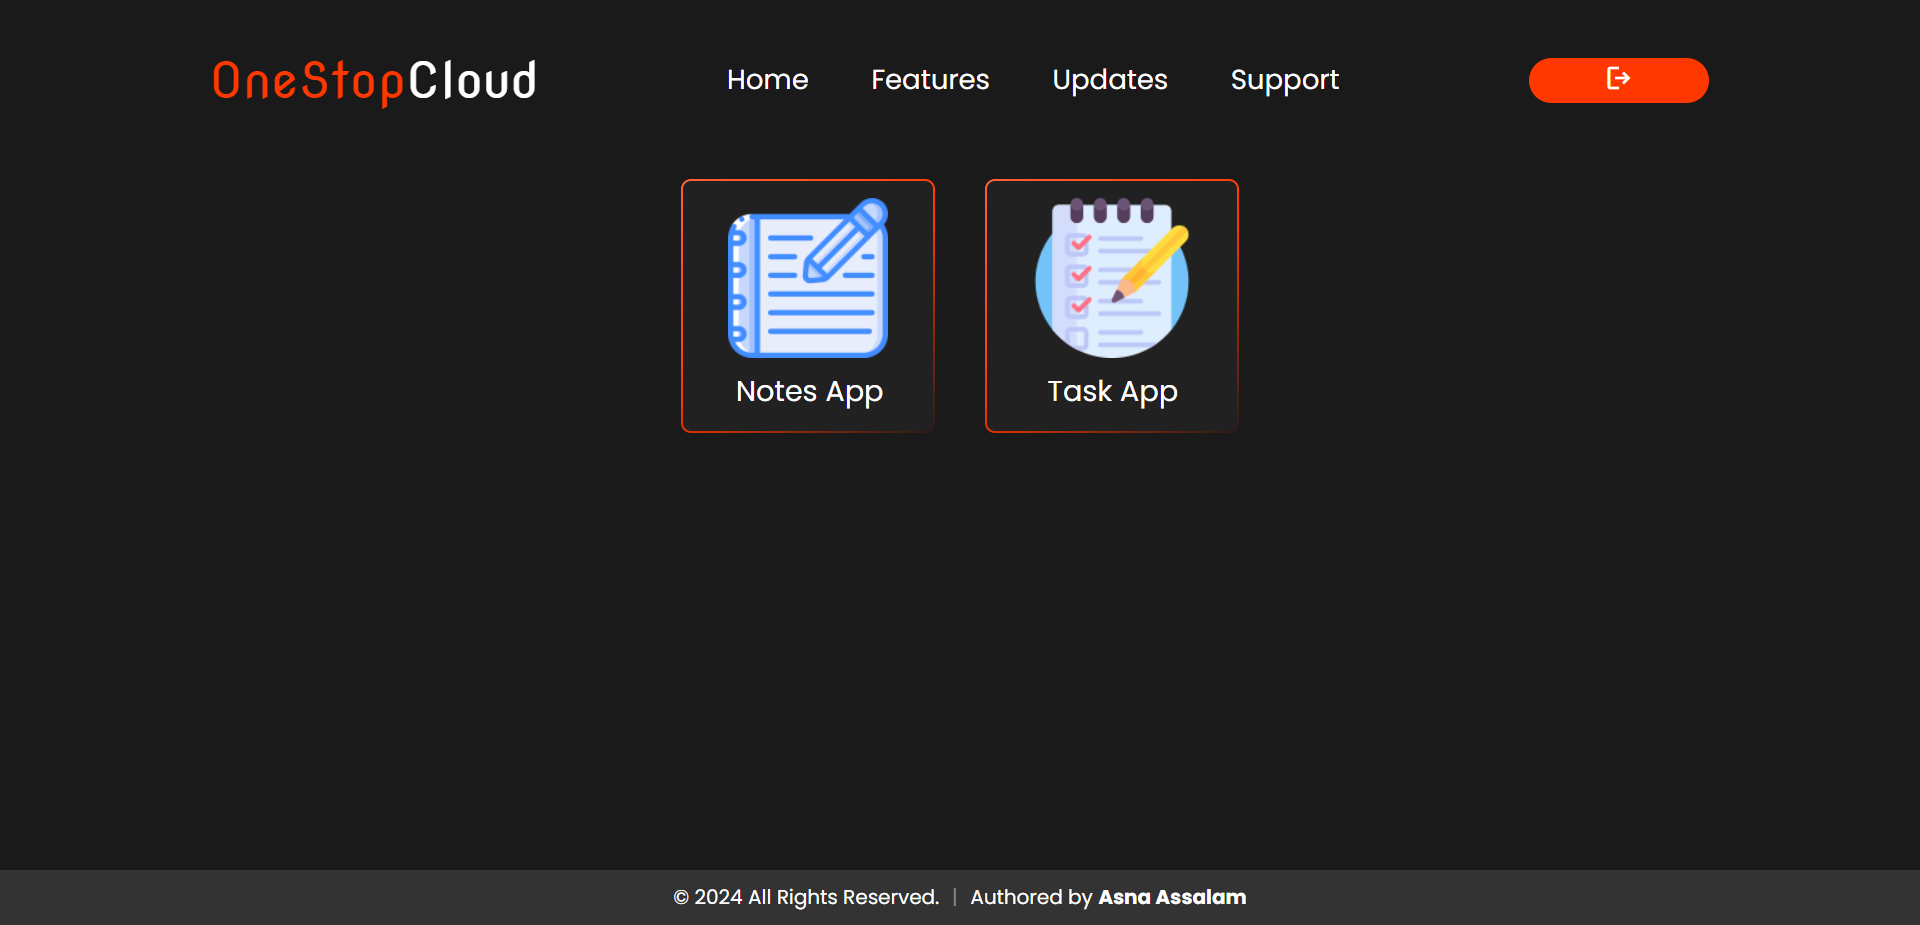 OneStopCloud
Home Features Updates Support
Notes App
Task App
© 2024 All Rights Reserved. | Authored by Asna Assalam